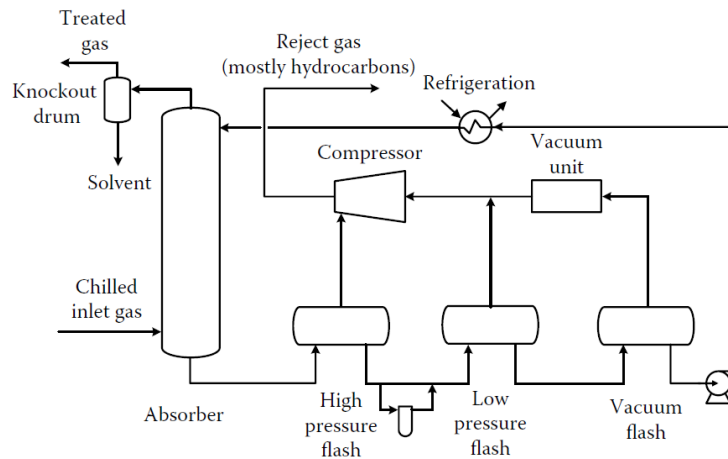 Treated
gas
Knockout
drum
Solvent
Chilled
inlet gas
Absorber
Reject gas
(mostly hydrocarbons)
Refrigeration
Compressor
Vacuum
unit
High
pressure
flash
Low
pressure
flash
Vacuum
flash